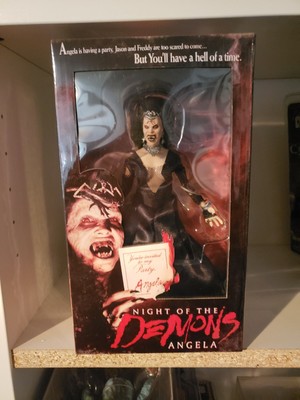 Angela is having a party, Jason and Freddy are too scared to come...
But You'll have a hell of a time.
You're invited
to my
Party.
Angela
NIGHT OF THE
DEMONS
ANGELA